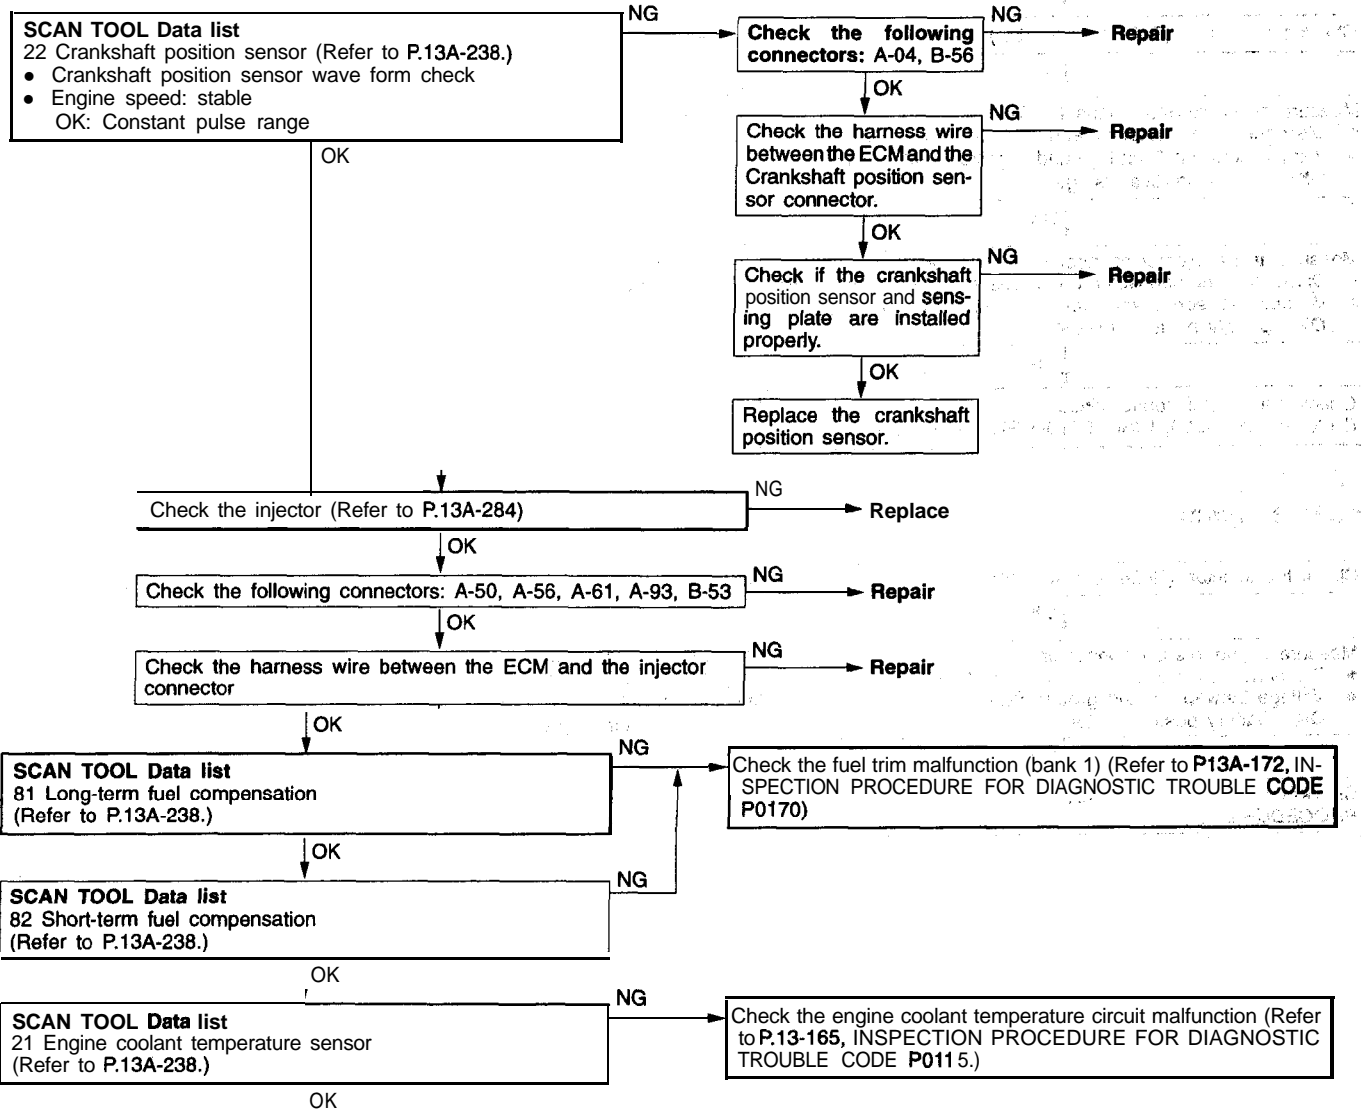 SCAN TOOL Data list
22 Crankshaft position sensor (Refer to P.13A-238.)
● Crankshaft position sensor wave form check
● Engine speed: stable
OK: Constant pulse range
NG
Check the following
connectors: A-04, B-56
NG
Repair
OK
Check the harness wire
between the ECM and the
Crankshaft position sen-
sor connector.
NG
Repair
OK
OK
Check if the crankshaft
position sensor and sens-
ing plate are installed
properly.
NG
Repair
OK
Replace the crankshaft
position sensor.
Check the injector (Refer to P.13A-284)
NG
Replace
OK
Check the following connectors: A-50, A-56, A-61, A-93, B-53
NG
Repair
OK
Check the harness wire between the ECM and the injector
connector
NG
Repair
OK
SCAN TOOL Data list
81 Long-term fuel compensation
(Refer to P.13A-238.)
NG
Check the fuel trim malfunction (bank 1) (Refer to P13A-172, IN-
SPECTION PROCEDURE FOR DIAGNOSTIC TROUBLE CODE
P0170)
OK
SCAN TOOL Data list
82 Short-term fuel compensation
(Refer to P.13A-238.)
NG
OK
SCAN TOOL Data list
21 Engine coolant temperature sensor
(Refer to P.13A-238.)
NG
Check the engine coolant temperature circuit malfunction (Refer
to P.13-165, INSPECTION PROCEDURE FOR DIAGNOSTIC
TROUBLE CODE P0115.)
OK